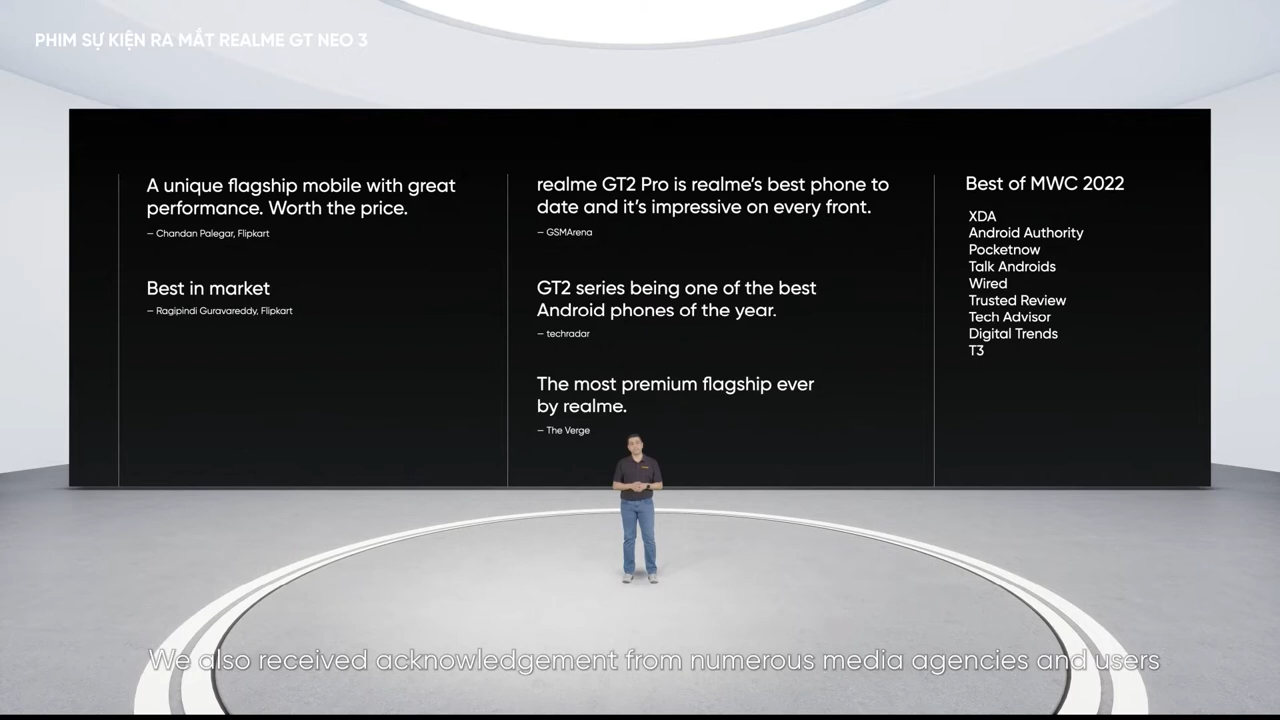 PHIM SỰ KIỆN RA MẮT REALME GT NEO 3
A unique flagship mobile with great
performance. Worth the price.
— Chandan Palegar, Flipkart
Best in market
— Ragipindi Guravareddy, Flipkart
realme GT2 Pro is realme’s best phone to
date and it’s impressive on every front.
— GSMArena
GT2 series being one of the best
Android phones of the year.
— techradar
The most premium flagship ever
by realme.
— The Verge
Best of MWC 2022
XDA
Android Authority
Pocketnow
Talk Androids
Wired
Trusted Review
Tech Advisor
Digital Trends
T3
We also received acknowledgement from numerous media agencies and users